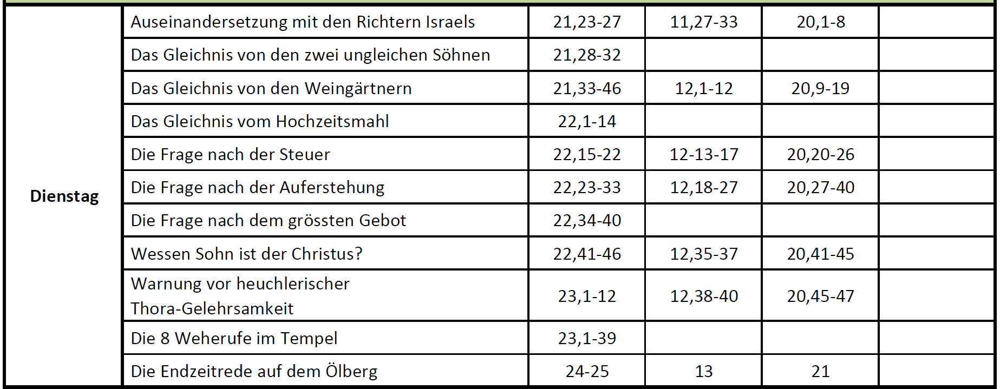 Auseinandersetzung mit den Richtern Israels 21,23-27 11,27-33 20,1-8
Das Gleichnis von den zwei ungleichen Söhnen 21,28-32
Das Gleichnis von den Weingärtnern 21,33-46 12,1-12 20,9-19
Das Gleichnis vom Hochzeitsmahl 22,1-14
Die Frage nach der Steuer 22,15-22 12-13-17 20,20-26
Dienstag
Die Frage nach der Auferstehung 22,23-33 12,18-27 20,27-40
Die Frage nach dem grössten Gebot 22,34-40
Wessen Sohn ist der Christus? 22,41-46 12,35-37 20,41-45
Warnung vor heuchlerischer
Thora-Gelehrsamkeit 23,1-12 12,38-40 20,45-47
Die 8 Weherufe im Tempel 23,1-39
Die Endzeitrede auf dem Ölberg 24-25 13 21